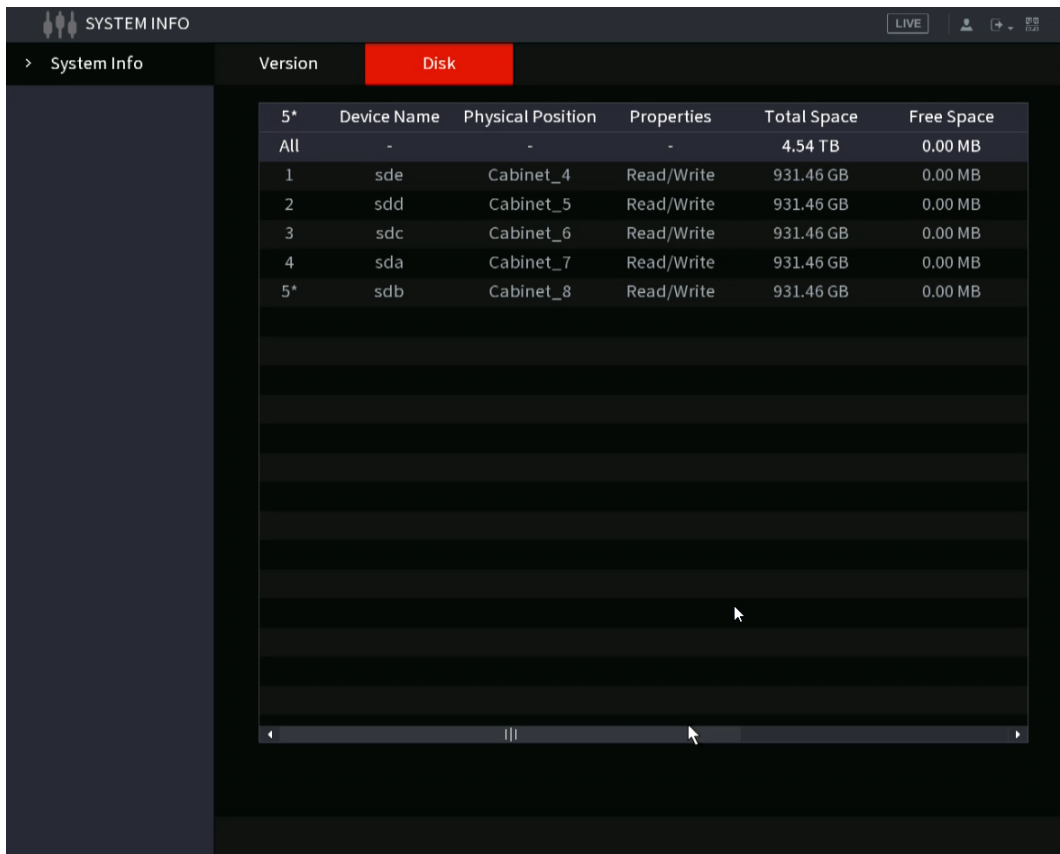 SYSTEM INFO LIVE
> System Info Version Disk
5* Device Name Physical Position Properties Total Space Free Space
All - - - 4.54 TB 0.00 MB
1 sde Cabinet_4 Read/Write 931.46 GB 0.00 MB
2 sdd Cabinet_5 Read/Write 931.46 GB 0.00 MB
3 sdc Cabinet_6 Read/Write 931.46 GB 0.00 MB
4 sda Cabinet_7 Read/Write 931.46 GB 0.00 MB
5* sdb Cabinet_8 Read/Write 931.46 GB 0.00 MB